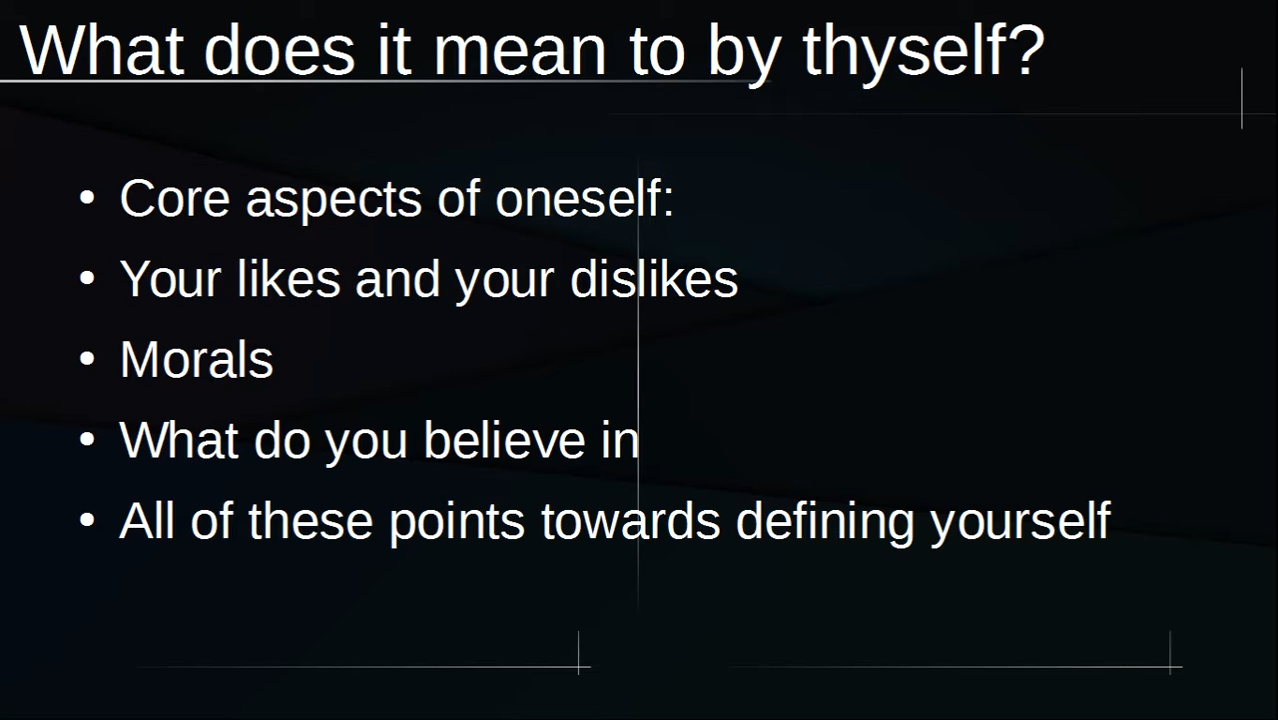 What does it mean to by thyself?
• Core aspects of oneself:
• Your likes and your dislikes
• Morals
• What do you believe in
• All of these points towards defining yourself